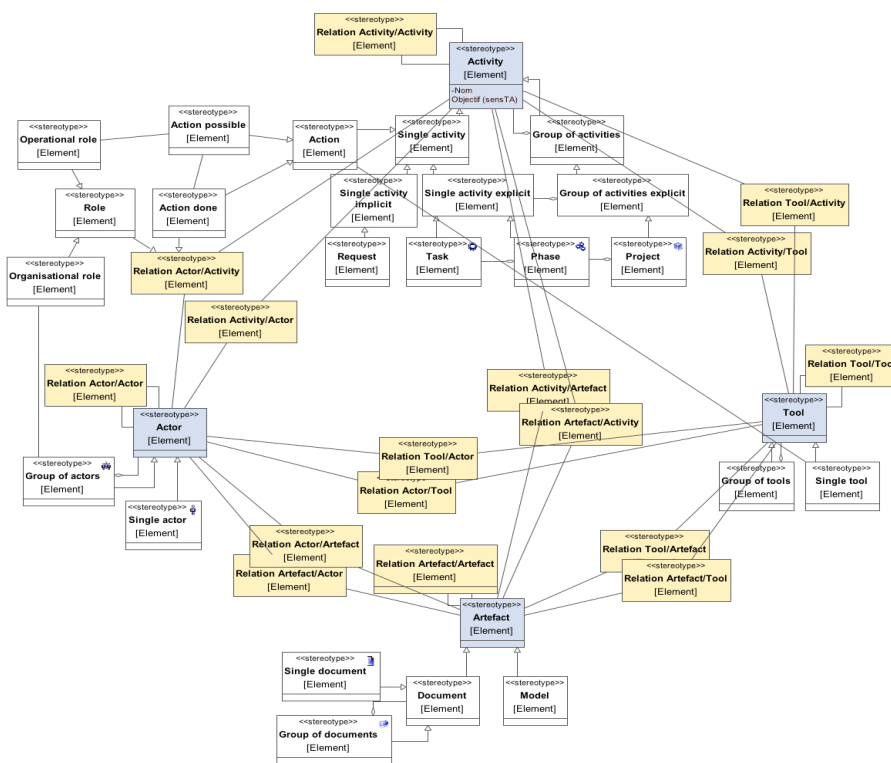 <<stereotype>>
Relation Activity/Activity
[Element]
<<stereotype>>
Activity
[Element]
-Nom
Objectif (sensTA)
<<stereotype>>
Operational role
[Element]
<<stereotype>>
Action possible
[Element]
<<stereotype>>
Action
[Element]
<<stereotype>>
Single activity
[Element]
<<stereotype>>
Group of activities
[Element]
<<stereotype>>
Role
[Element]
<<stereotype>>
Action done
[Element]
<<stereotype>>
Single activity
implicit
[Element]
<<stereotype>>
Single activity explicit
[Element]
<<stereotype>>
Group of activities explicit
[Element]
<<stereotype>>
Relation Tool/Activity
[Element]
<<stereotype>>
Organisational role
[Element]
<<stereotype>>
Relation Actor/Activity
[Element]
<<stereotype>>
Request
[Element]
<<stereotype>>
Task
[Element]
<<stereotype>>
Phase
[Element]
<<stereotype>>
Project
[Element]
<<stereotype>>
Relation Activity/Tool
[Element]
<<stereotype>>
Relation Activity/Actor
[Element]
<<stereotype>>
Relation Actor/Actor
[Element]
<<stereotype>>
Relation Activity/Artefact
<<stereotype>>
Relation Artefact/Activity
[Element]
<<stereotype>>
Relation Tool/Too
[Element]
<<stereotype>>
Actor
[Element]
<<stereotype>>
Tool
[Element]
<<stereotype>>
Relation Tool/Actor
[Element]
Relation Actor/Tool
[Element]
<<stereotype>>
Group of actors
[Element]
<<stereotype>>
Single actor
[Element]
<<stereotype>>
Group of tools
[Element]
<<stereotype>>
Single tool
[Element]
<<stereotype>>
Relation Actor/Artefact
[Element]
Relation Artefact/Actor
[Element]
<<stereotype>>
Relation Artefact/Artefact
[Element]
<<stereotype>>
Relation Tool/Artefact
<<stereotype>>
Relation Artefact/Tool
[Element]
<<stereotype>>
Artefact
[Element]
<<stereotype>>
Single document
[Element]
<<stereotype>>
Document
[Element]
<<stereotype>>
Model
[Element]
<<stereotype>>
Group of documents
[Element]